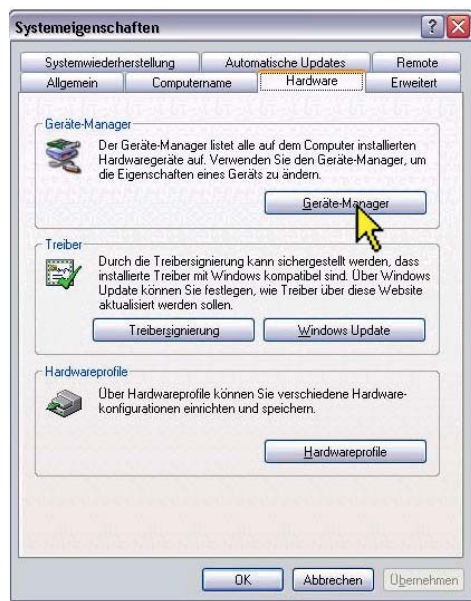 Systemeigenschaften
Systemwiederherstellung Automatische Updates Remote
Allgemein Computername Hardware Erweitert
Geräte-Manager
Der Geräte-Manager listet alle auf dem Computer installierten
Hardwaregeräte auf. Verwenden Sie den Geräte-Manager, um
die Eigenschaften eines Geräts zu ändern.
Geräte-Manager
Treiber
Durch die Treibersignierung kann sichergestellt werden, dass
installierte Treiber mit Windows kompatibel sind. Über Windows
Update können Sie festlegen, wie Treiber über diese Website
aktualisiert werden sollen.
Treibersignierung Windows Update
Hardwareprofile
Über Hardwareprofile können Sie verschiedene Hardware-
konfigurationen einrichten und speichern.
Hardwareprofile
OK Abbrechen Übernehmen